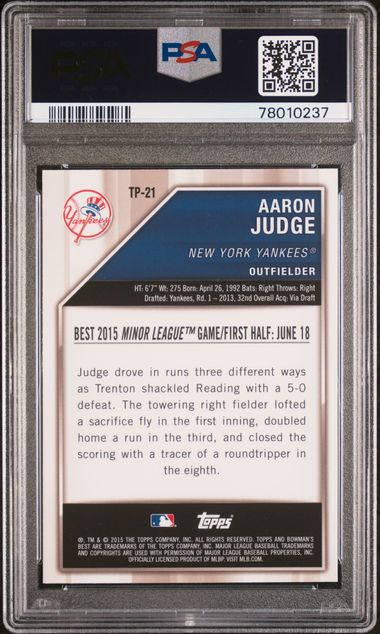 PSA
PSA
78010237
TP-21
Yankees
AARON
JUDGE
NEW YORK YANKEES®
OUTFIELDER
HT: 6'7" Wt: 275 Born: April 26, 1992 Bats: Right Throws: Right
Drafted: Yankees, Rd. 1 – 2013, 32nd Overall Acq: Via Draft
BEST 2015 MINOR LEAGUE™ GAME/FIRST HALF: JUNE 18
Judge drove in runs three different ways
as Trenton shackled Reading with a 5-0
defeat. The towering right fielder lofted
a sacrifice fly in the first inning, doubled
home a run in the third, and closed the
scoring with a tracer of a roundtripper in
the eighth.
topps
®, TM & © 2015 THE TOPPS COMPANY, INC. ALL RIGHTS RESERVED. TOPPS AND BOWMAN'S
BEST ARE TRADEMARKS OF THE TOPPS COMPANY, INC. MAJOR LEAGUE BASEBALL TRADEMARKS AND
COPYRIGHTS ARE USED WITH PERMISSION OF MAJOR LEAGUE BASEBALL PROPERTIES, INC.
OFFICIALLY LICENSED PRODUCT OF MLBP. VISIT MLB.COM.